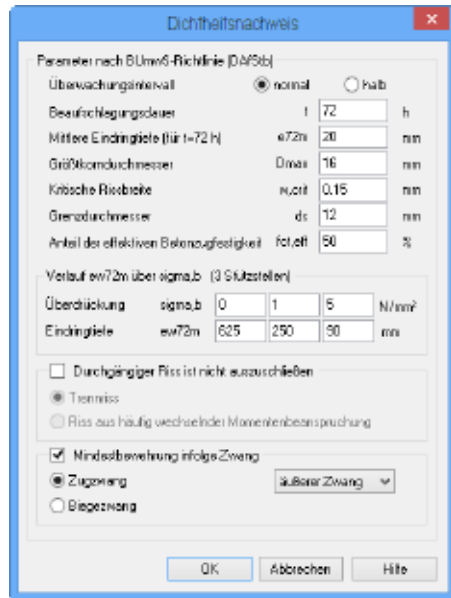 Dichtheitsnachweis
Parameter nach BUmwS-Richtlinie (DAfStb)
Überwachungsintervall normal halb
Beaufschlagungsdauer t 72 h
Mittlere Eindringtiefe (für t=72 h) e72m 20 mm
Größtkorndurchmesser Dmax 16 mm
Kritische Rissbreite w,crit 0.15 mm
Grenzdurchmesser ds 12 mm
Anteil der effektiven Betonzugfestigkeit fct,eff 50 %
Verlauf ew72m über sigma,b (3 Stützstellen)
Überdrückung sigma,b 0 1 5 N/mm²
Eindringtiefe ew72m 625 250 90 mm
Durchgängiger Riss ist nicht auszuschließen
Trennriss
Riss aus häufig wechselnder Momentenbeanspruchung
Mindestbewehrung infolge Zwang
Zugzwang äußerer Zwang
Biegezwang
OK Abbrechen Hilfe